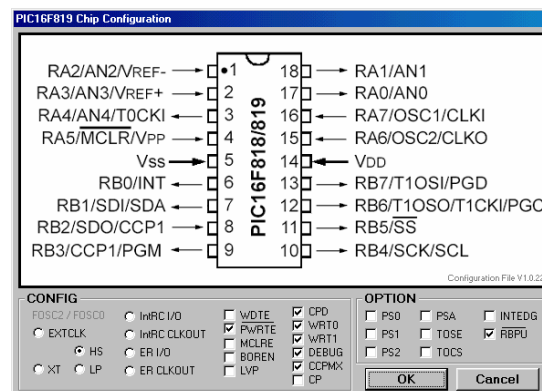 PIC16F819 Chip Configuration
RA2/AN2/VREF- 1 18 RA1/AN1
RA3/AN3/VREF+ 2 17 RA0/AN0
RA4/AN4/T0CKI 3 16 RA7/OSC1/CLKI
RA5/MCLR/VPP 4 15 RA6/OSC2/CLKO
Vss 5 14 VDD
RB0/INT 6 13 RB7/T1OSI/PGD
RB1/SDI/SDA 7 12 RB6/T1OSO/T1CKI/PGC
RB2/SDO/CCP1 8 11 RB5/SS
RB3/CCP1/PGM 9 10 RB4/SCK/SCL
PIC16F818/819
Configuration File V1.0.22
CONFIG
FOSC2 / FOSC0
EXTCLK
HS
XT LP
IntRC I/O
IntRC CLKOUT
ER I/O
ER CLKOUT
WDTE
PWRTE
MCLRE
BOREN
LVP
CPD
WRT0
WRT1
DEBUG
CCPMX
CP
OPTION
PS0 PSA INTEDG
PS1 TOSE RBPU
PS2 TOCS
OK Cancel